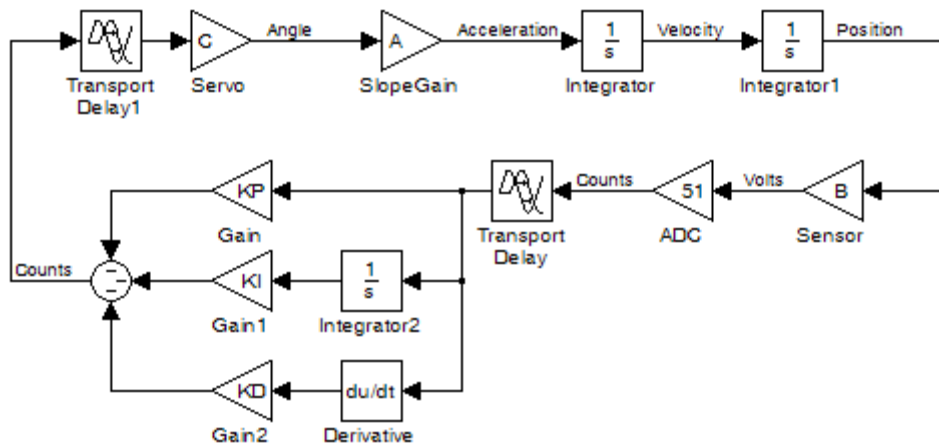 C
Angle
A
Acceleration
1
s
Velocity
1
s
Position
Transport
Delay1
Servo
SlopeGain
Integrator
Integrator1
KP
Counts
51
Volts
B
Gain
Transport
Delay
ADC
Sensor
Counts
KI
1
s
Gain1
Integrator2
KD
du/dt
Gain2
Derivative